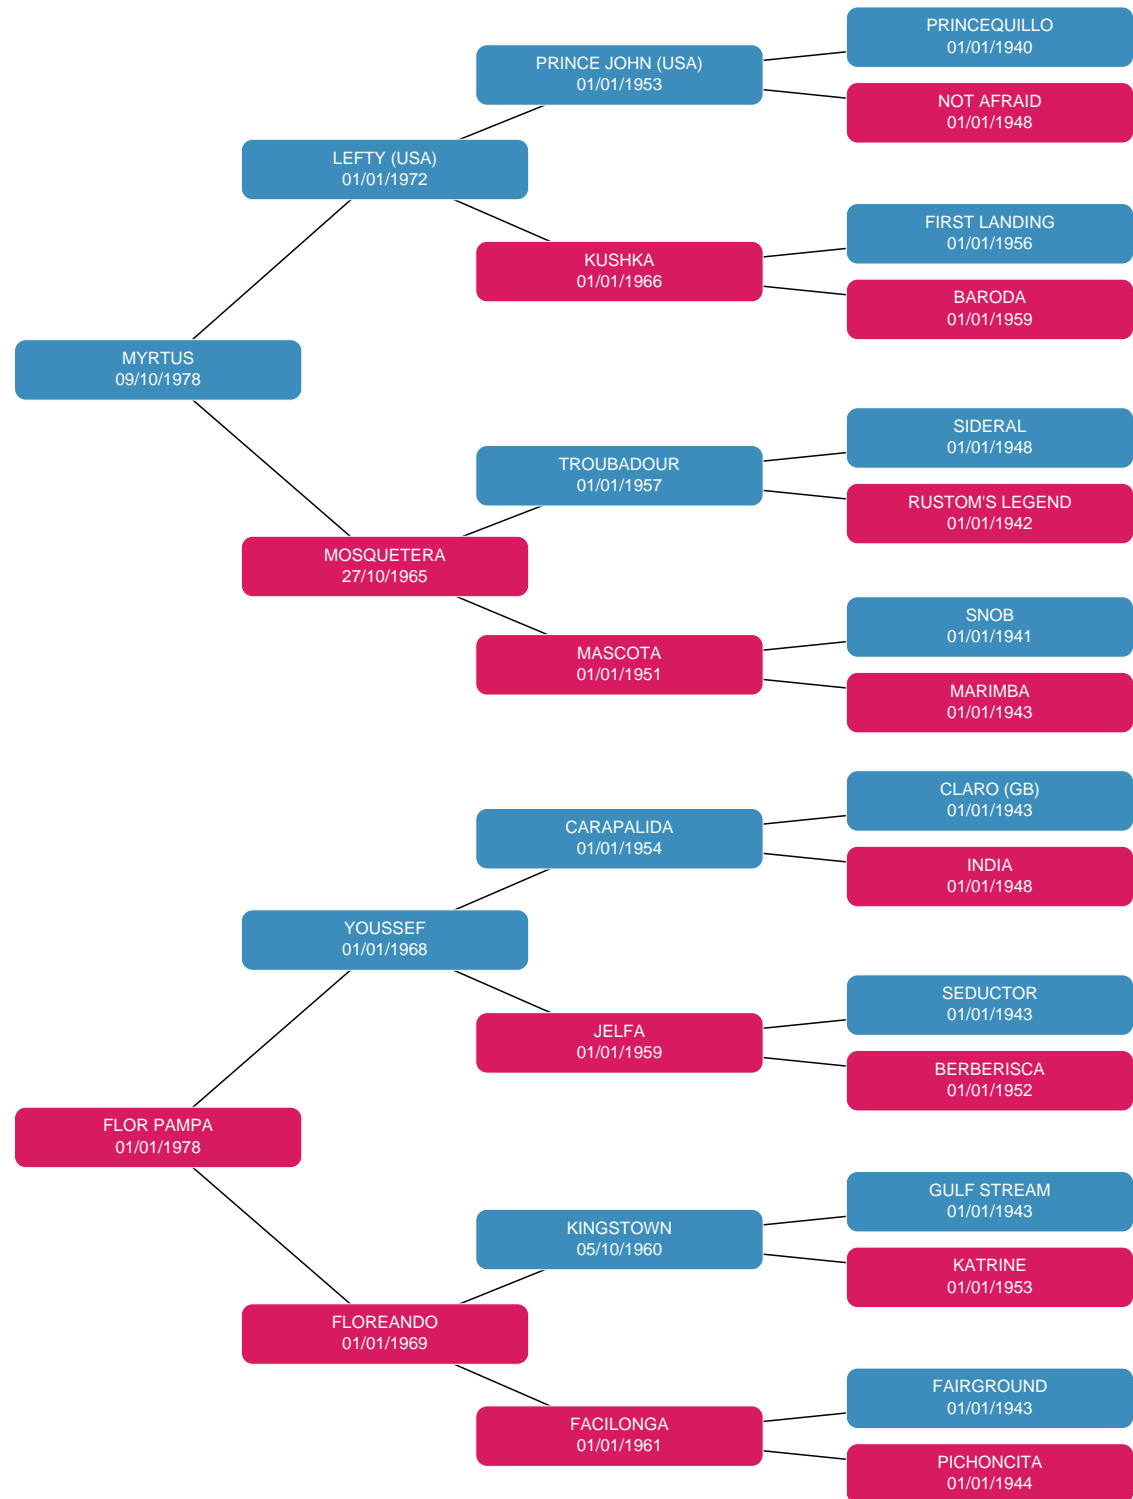 PRINCEQUILLO
01/01/1940
PRINCE JOHN (USA)
01/01/1953
NOT AFRAID
01/01/1948
LEFTY (USA)
01/01/1972
FIRST LANDING
01/01/1956
KUSHKA
01/01/1966
BARODA
01/01/1959
MYRTUS
09/10/1978
SIDERAL
01/01/1948
TROUBADOUR
01/01/1957
RUSTOM'S LEGEND
01/01/1942
MOSQUETERA
27/10/1965
SNOB
01/01/1941
MASCOTA
01/01/1951
MARIMBA
01/01/1943
CLARO (GB)
01/01/1943
CARAPALIDA
01/01/1954
INDIA
01/01/1948
YOUSSEF
01/01/1968
SEDUCTOR
01/01/1943
JELFA
01/01/1959
BERBERISCA
01/01/1952
FLOR PAMPA
01/01/1978
GULF STREAM
01/01/1943
KINGSTOWN
05/10/1960
KATRINE
01/01/1953
FLOREANDO
01/01/1969
FAIRGROUND
01/01/1943
FACILONGA
01/01/1961
PICHONCITA
01/01/1944